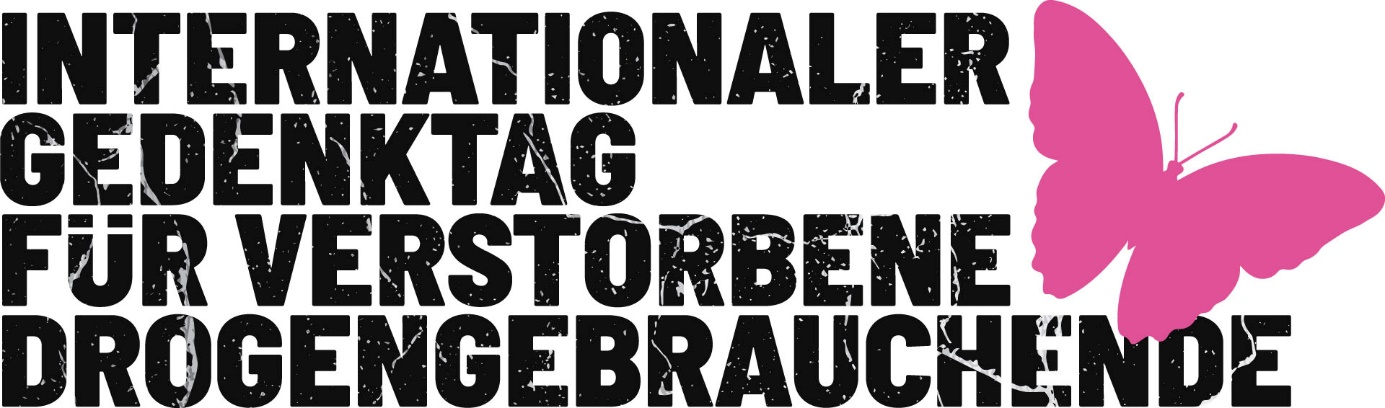 INTERNATIONALER
GEDENKTAG
FÜR VERSTORBENE
DROGENGEBRAUCHENDE